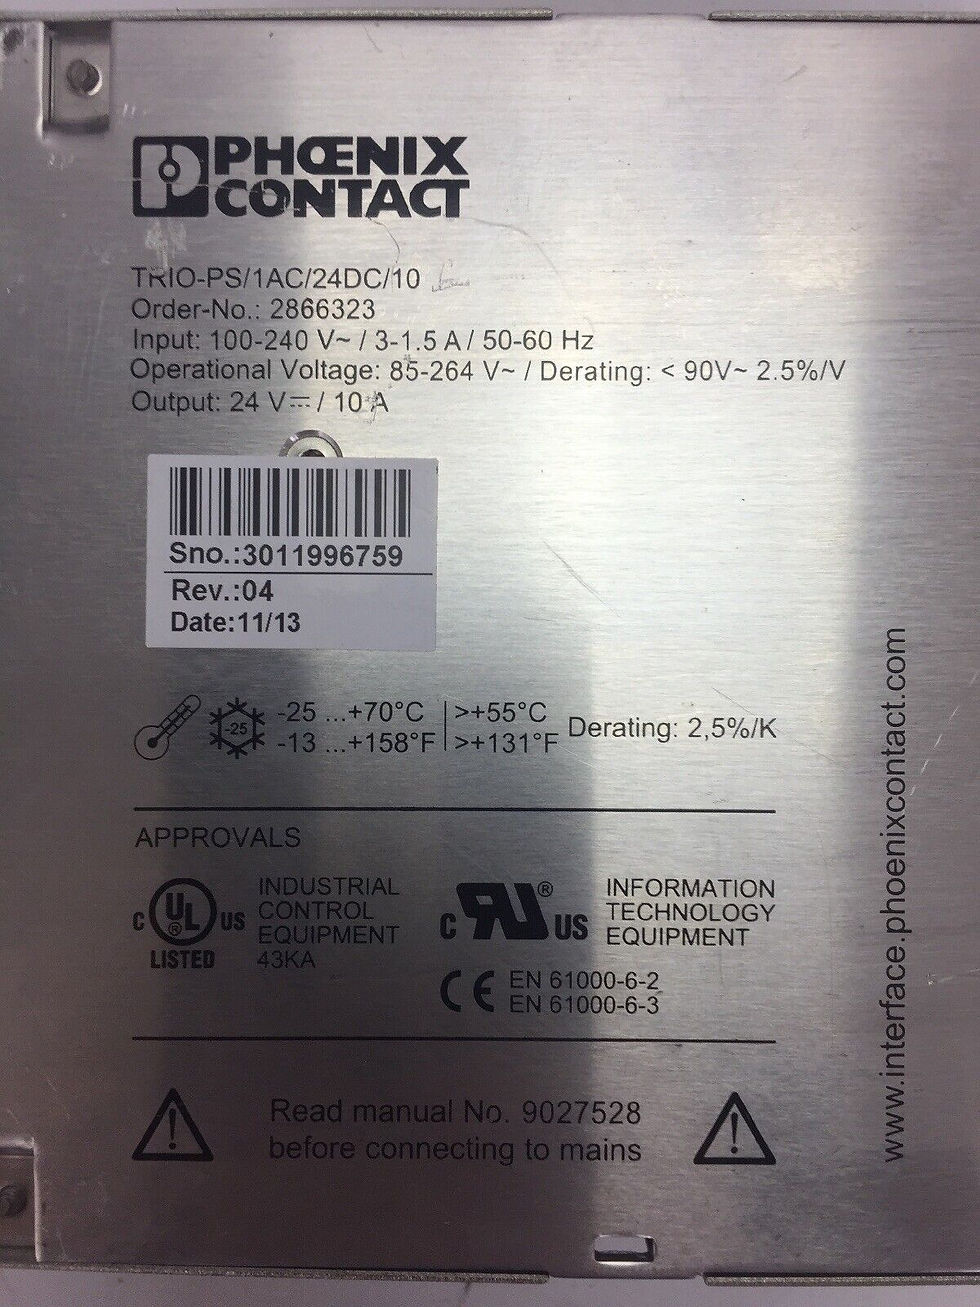 PHŒNIX
CONTACT
TRIO-PS/1AC/24DC/10
Order-No.: 2866323
Input: 100-240 V~ / 3-1.5 A / 50-60 Hz
Operational Voltage: 85-264 V~ / Derating: < 90V~ 2.5%/V
Output: 24 V⎓ / 10 A
Sno.:3011996759
Rev.:04
Date:11/13
-25
-25 ...+70°C | >+55°C
-13 ...+158°F | >+131°F
Derating: 2,5%/K
APPROVALS
C UL ® US
LISTED
INDUSTRIAL
CONTROL
EQUIPMENT
43KA
C RU ® US
INFORMATION
TECHNOLOGY
EQUIPMENT
CE EN 61000-6-2
EN 61000-6-3
Read manual No. 9027528
before connecting to mains
www.interface.phoenixcontact.com